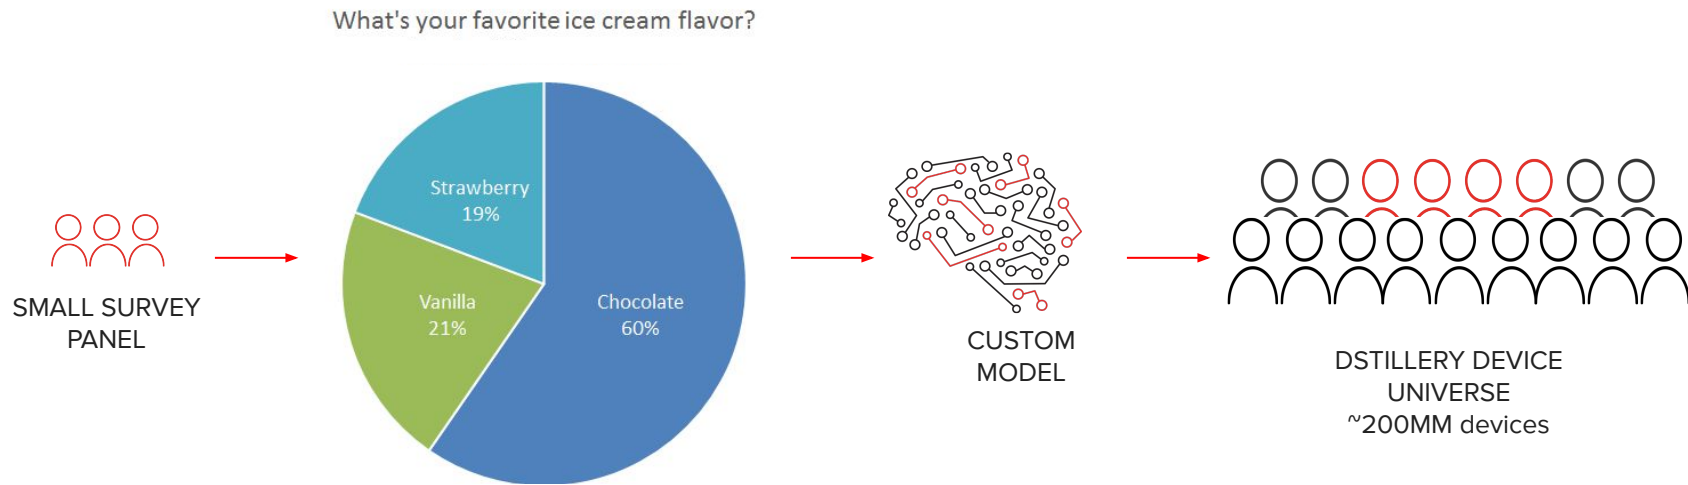 What's your favorite ice cream flavor?
SMALL SURVEY
PANEL
Strawberry
19%
Vanilla
21%
Chocolate
60%
CUSTOM
MODEL
DSTILLERY DEVICE
UNIVERSE
~200MM devices